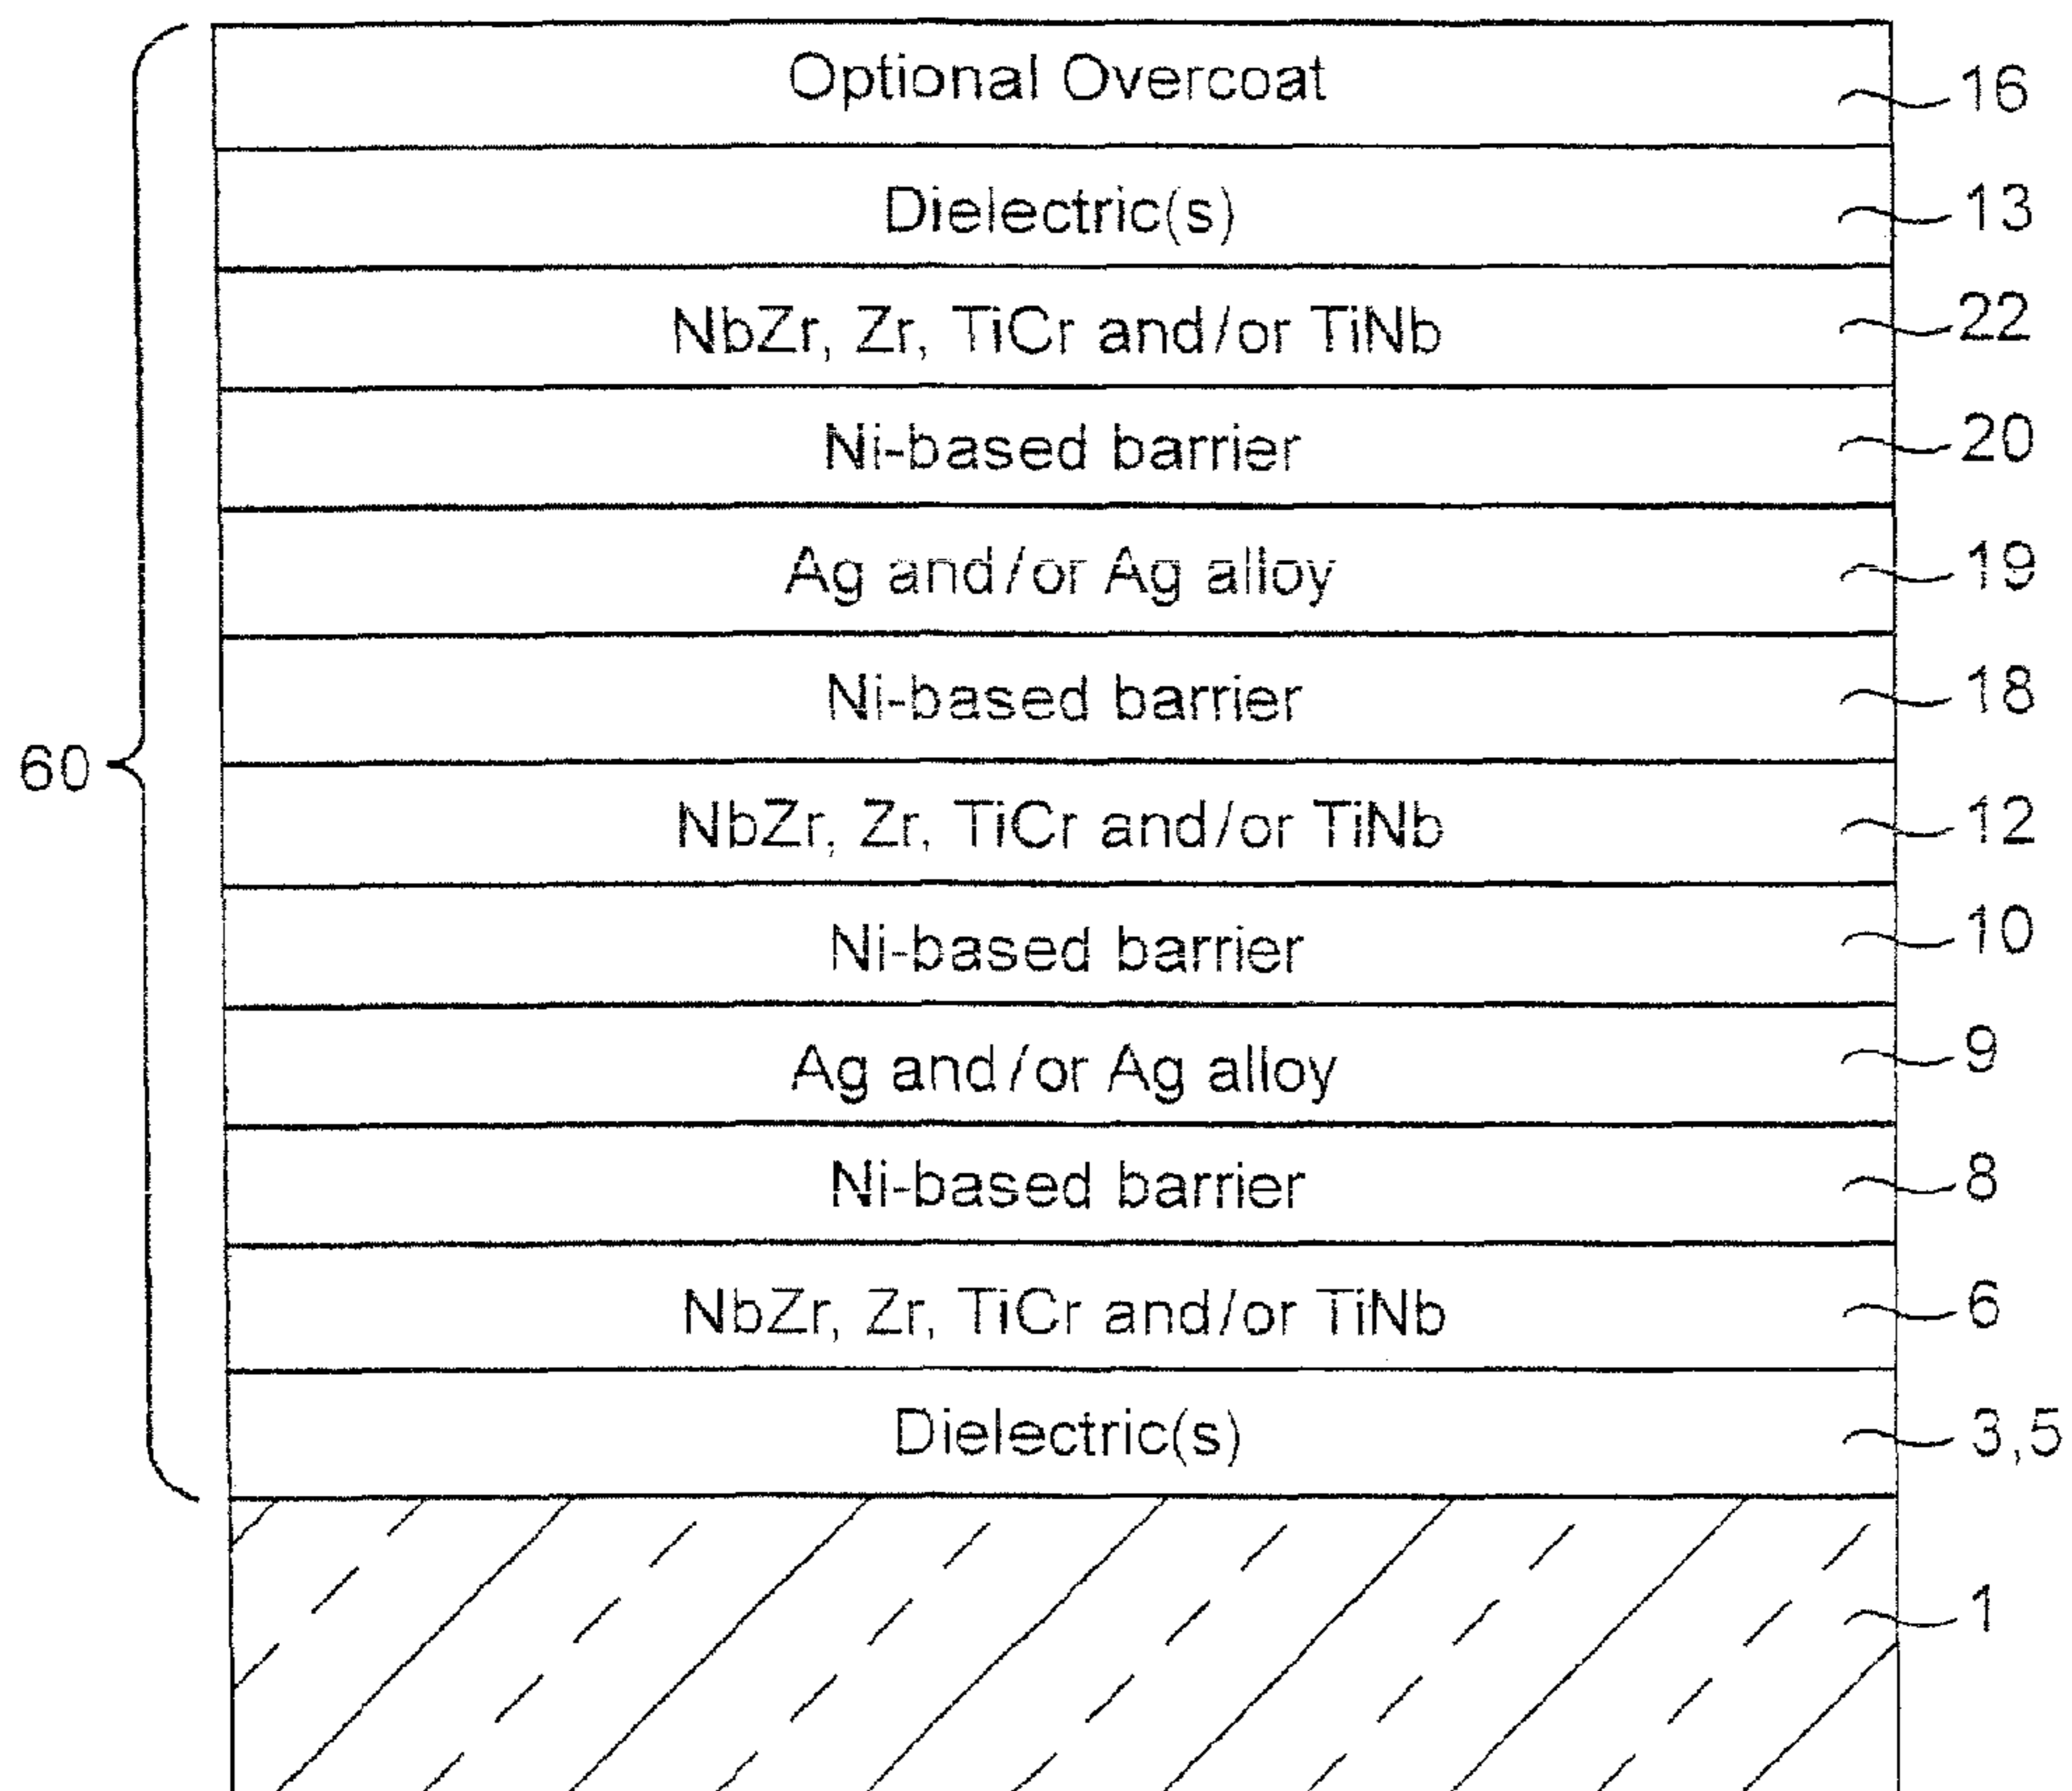 Optional Overcoat 16
Dielectric(s) 13
NbZr, Zr, TiCr and/or TiNb 22
Ni-based barrier 20
Ag and/or Ag alloy 19
Ni-based barrier 18
60
NbZr, Zr, TiCr and/or TiNb 12
Ni-based barrier 10
Ag and/or Ag alloy 9
Ni-based barrier 8
NbZr, Zr, TiCr and/or TiNb 6
Dielectric(s) 3,5
1